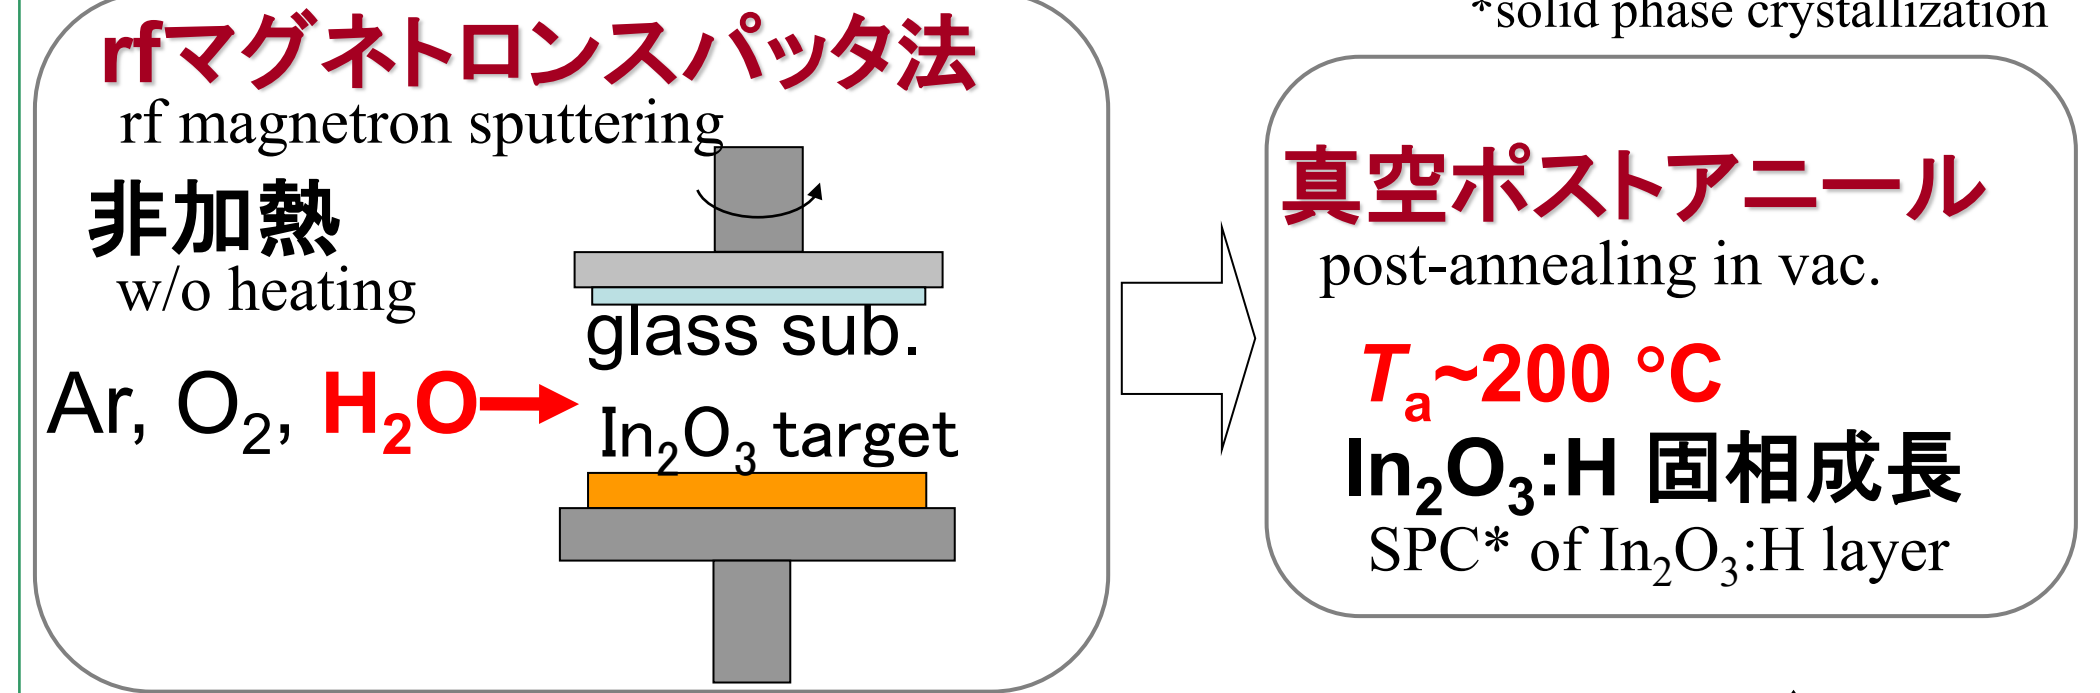 *solid phase crystallization
rfマグネトロンスパッタ法
rf magnetron sputtering
非加熱
w/o heating
glass sub.
Ar, O₂, H₂O
In₂O₃ target
真空ポストアニール
post-annealing in vac.
Tₐ~200 °C
In₂O₃:H 固相成長
SPC* of In₂O₃:H layer